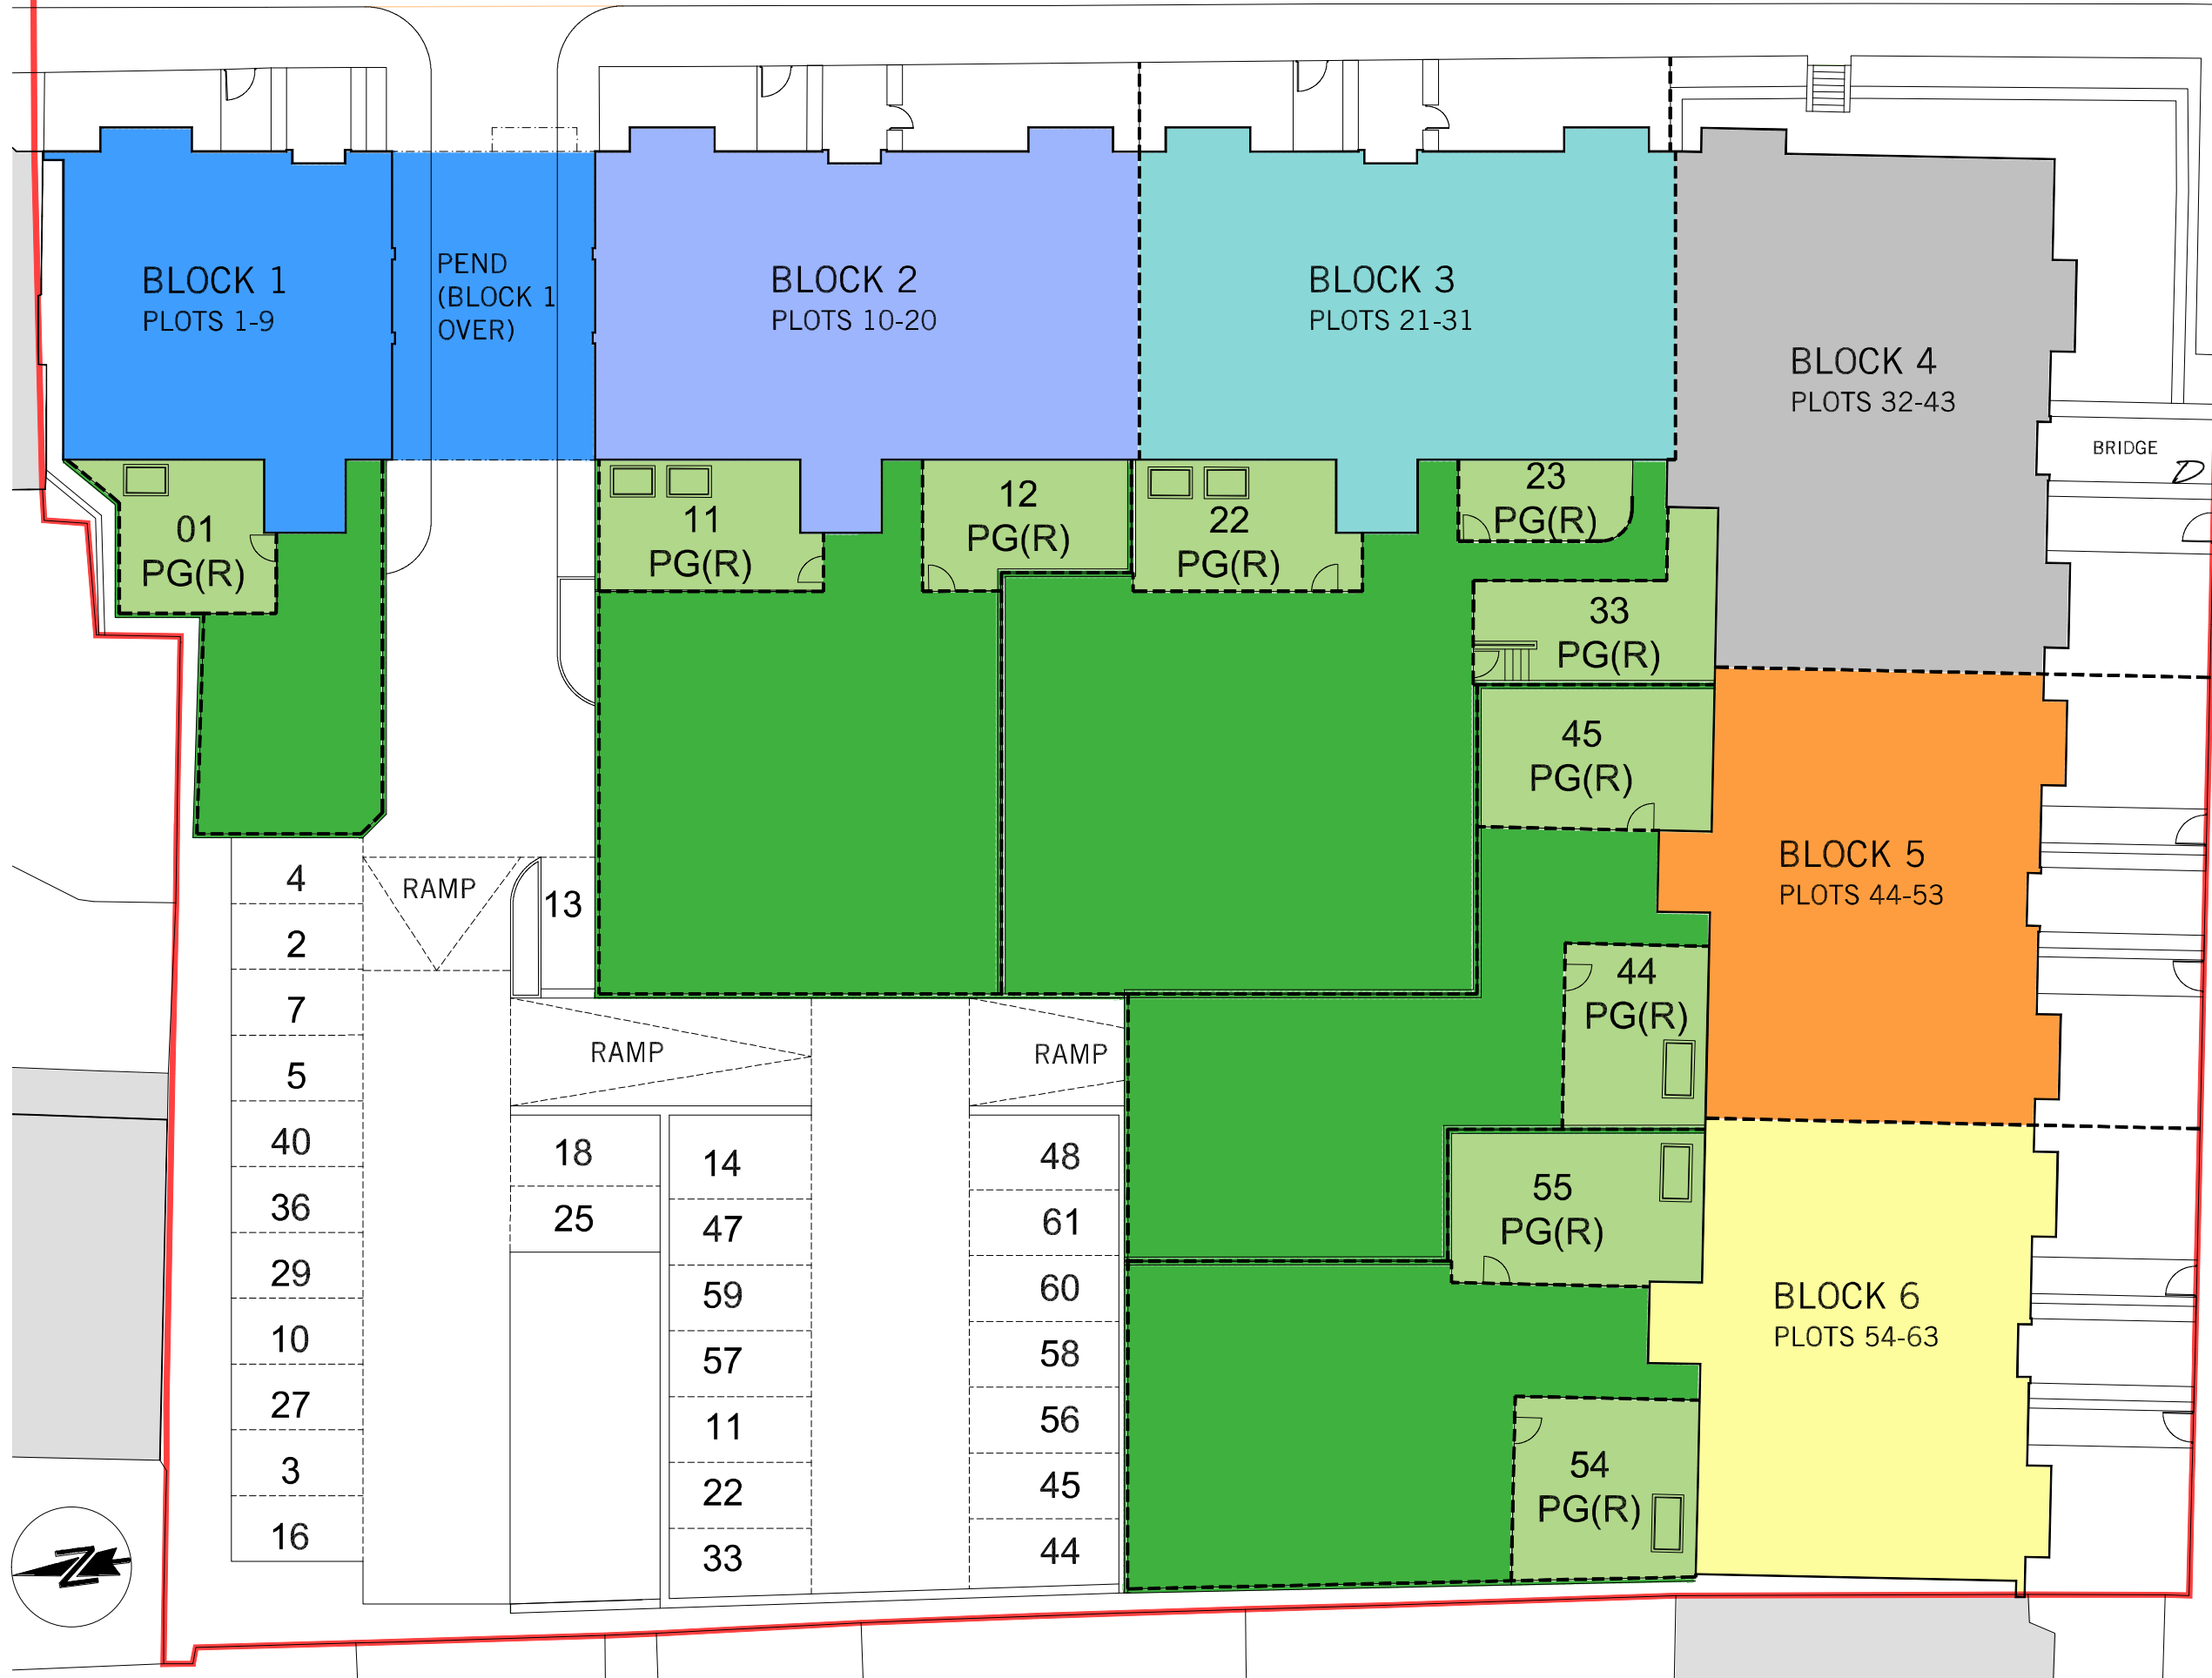 BLOCK 1
PLOTS 1-9
PEND
(BLOCK 1
OVER)
BLOCK 2
PLOTS 10-20
BLOCK 3
PLOTS 21-31
BLOCK 4
PLOTS 32-43
BRIDGE
D
01
PG(R)
11
PG(R)
12
PG(R)
22
PG(R)
23
PG(R)
33
PG(R)
45
PG(R)
BLOCK 5
PLOTS 44-53
44
PG(R)
55
PG(R)
BLOCK 6
PLOTS 54-63
54
PG(R)
RAMP
13
RAMP
RAMP
4
2
7
5
40
36
29
10
27
3
16
18
25
14
47
59
57
11
22
33
48
61
60
58
56
45
44
N